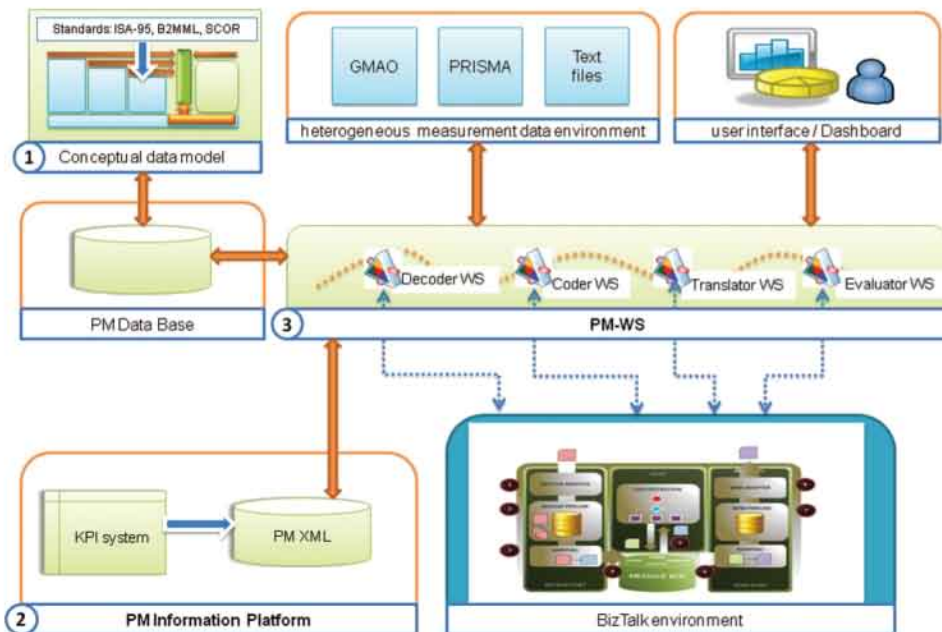 Standards: ISA-95, B2MML, SCOR
1 Conceptual data model
GMAO
PRISMA
Text
files
heterogeneous measurement data environment
user interface / Dashboard
PM Data Base
Decoder WS
Coder WS
Translator WS
Evaluator WS
3 PM-WS
KPI system
PM XML
2 PM Information Platform
BizTalk environment